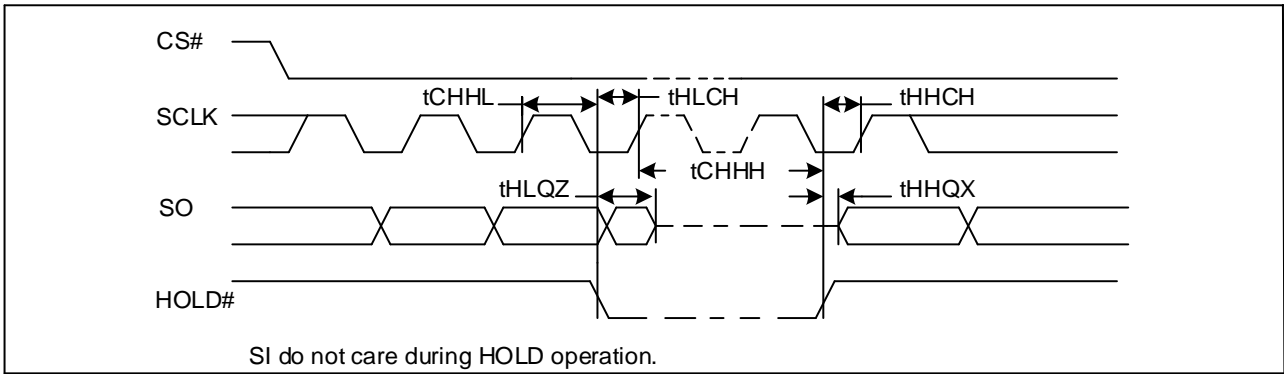 CS#
tCHHL
tHLCH
tHHCH
SCLK
tCHHH
tHLQZ
tHHQX
SO
HOLD#
SI do not care during HOLD operation.